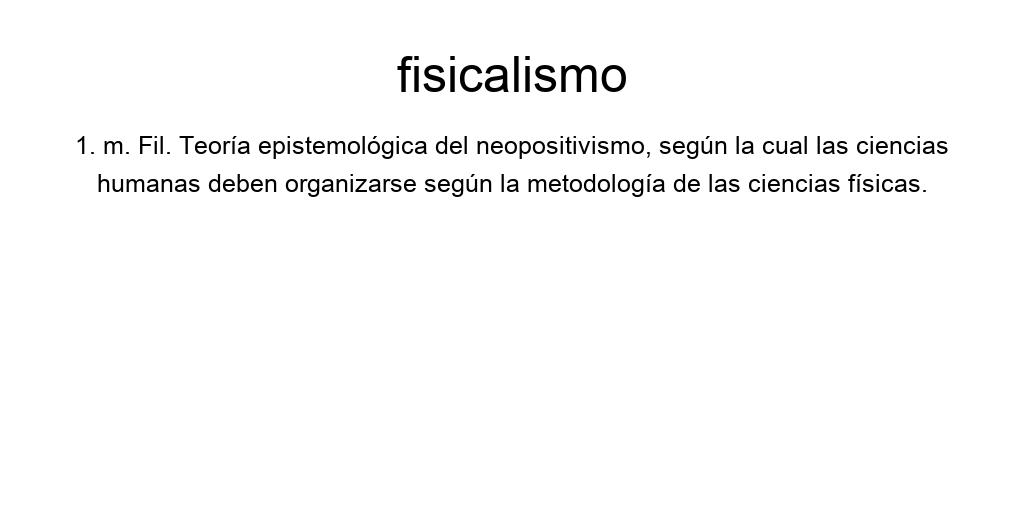 fisicalismo
1. m. Fil. Teoría epistemológica del neopositivismo, según la cual las ciencias
humanas deben organizarse según la metodología de las ciencias físicas.